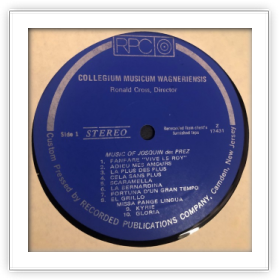 RPC
COLLEGIUM MUSICUM WAGNERIENSIS
Ronald Cross, Director
Side 1
STEREO
MUSIC OF JOSQUIN des PREZ
1. FANFARE "VIVE LE ROY"
2. ADIEU MES AMOURS
3. LA PLUS DES PLUS
4. CELA SANS PLUS
5. SCARAMELLA
6. LA BERNARDINA
7. FORTUNA D'UN GRAN TEMPO
8. EL GRILLO
MISSA PANGE LINGUA
9. KYRIE
10. GLORIA
Custom Pressed by RECORDED PUBLICATIONS COMPANY, Camden, New Jersey